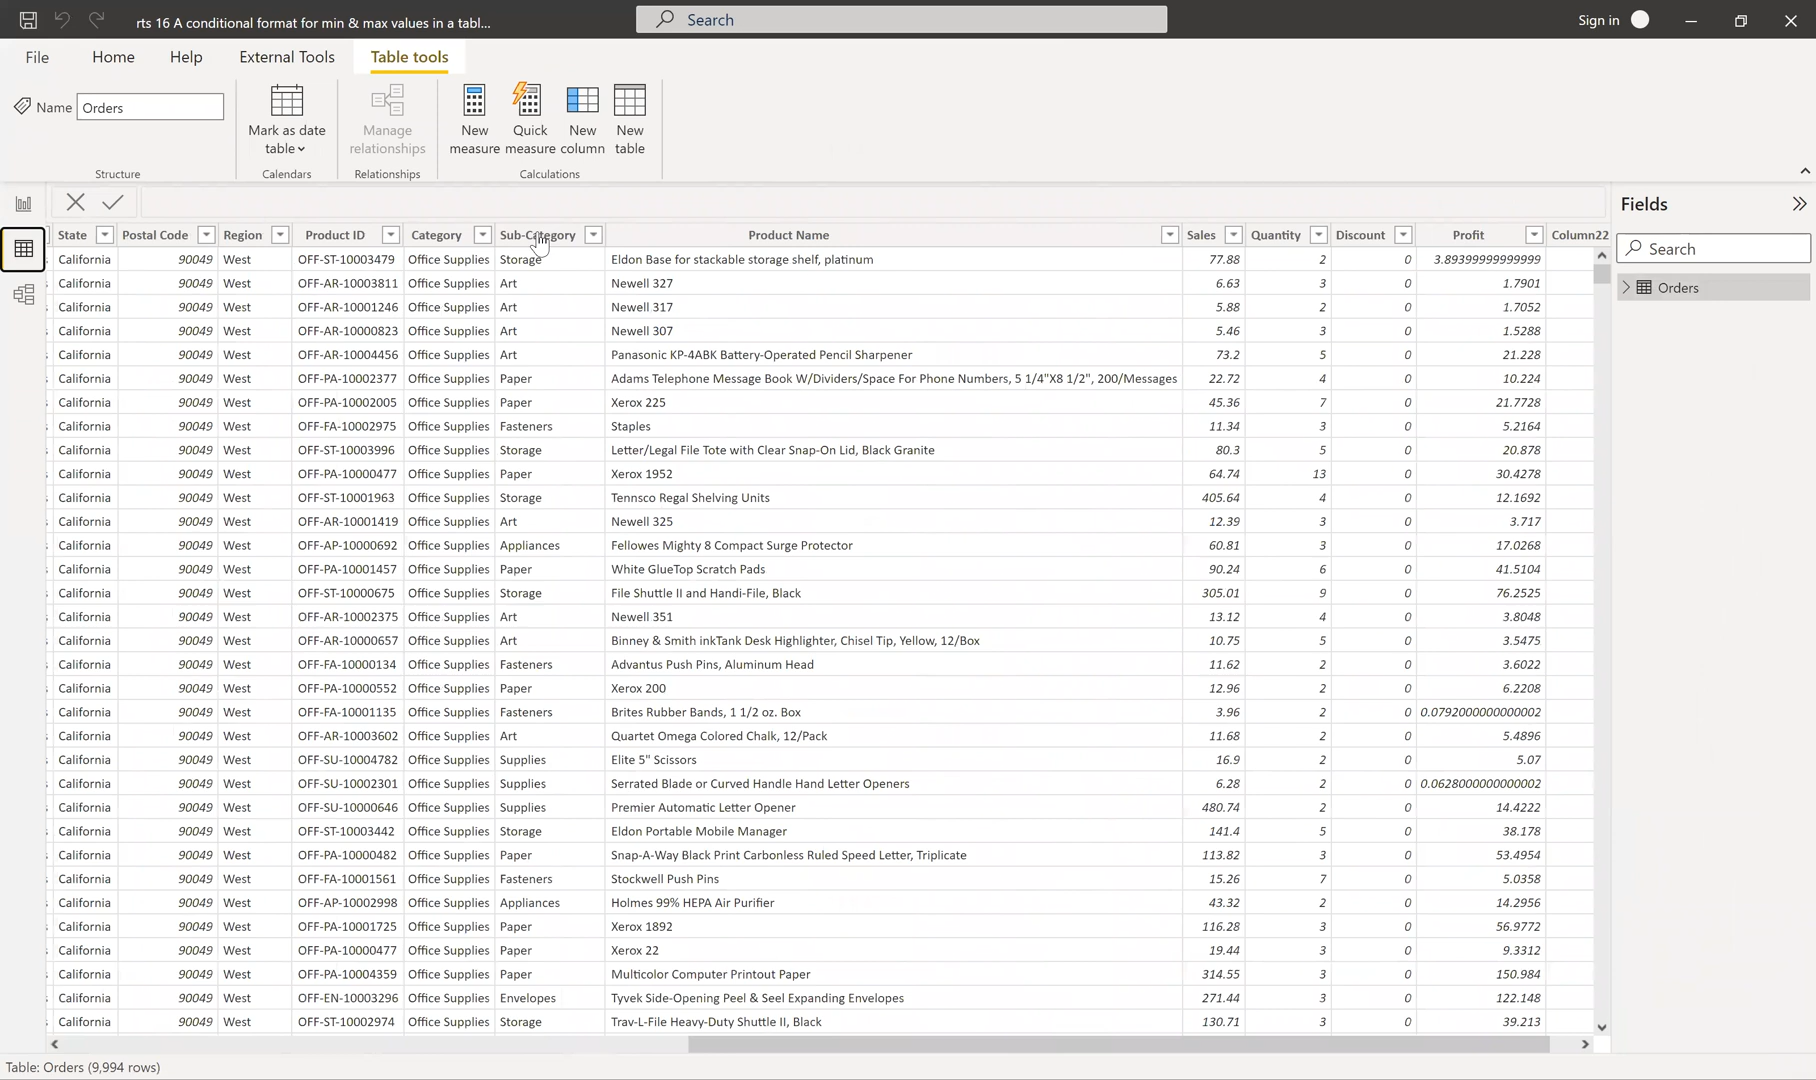 rts 16 A conditional format for min & max values in a tabl...
Search
Sign in
File Home Help External Tools Table tools
Name Orders
Mark as date table
Manage relationships
New measure
Quick measure
New column
New table
Structure Calendars Relationships Calculations
Fields
Search
Orders
State Postal Code Region Product ID Category Sub-Category Product Name Sales Quantity Discount Profit Column22
California 90049 West OFF-ST-10003479 Office Supplies Storage Eldon Base for stackable storage shelf, platinum 77.88 2 0 3.89399999999999
California 90049 West OFF-AR-10003811 Office Supplies Art Newell 327 6.63 3 0 1.7901
California 90049 West OFF-AR-10001246 Office Supplies Art Newell 317 5.88 2 0 1.7052
California 90049 West OFF-AR-10000823 Office Supplies Art Newell 307 5.46 3 0 1.5288
California 90049 West OFF-AR-10004456 Office Supplies Art Panasonic KP-4ABK Battery-Operated Pencil Sharpener 73.2 5 0 21.228
California 90049 West OFF-PA-10002377 Office Supplies Paper Adams Telephone Message Book W/Dividers/Space For Phone Numbers, 5 1/4"X8 1/2", 200/Messages 22.72 4 0 10.224
California 90049 West OFF-PA-10002005 Office Supplies Paper Xerox 225 45.36 7 0 21.7728
California 90049 West OFF-FA-10002975 Office Supplies Fasteners Staples 11.34 3 0 5.2164
California 90049 West OFF-ST-10003996 Office Supplies Storage Letter/Legal File Tote with Clear Snap-On Lid, Black Granite 80.3 5 0 20.878
California 90049 West OFF-PA-10000477 Office Supplies Paper Xerox 1952 64.74 13 0 30.4278
California 90049 West OFF-ST-10001963 Office Supplies Storage Tennsco Regal Shelving Units 405.64 4 0 12.1692
California 90049 West OFF-AR-10001419 Office Supplies Art Newell 325 12.39 3 0 3.717
California 90049 West OFF-AP-10000692 Office Supplies Appliances Fellowes Mighty 8 Compact Surge Protector 60.81 3 0 17.0268
California 90049 West OFF-PA-10001457 Office Supplies Paper White GlueTop Scratch Pads 90.24 6 0 41.5104
California 90049 West OFF-ST-10000675 Office Supplies Storage File Shuttle II and Handi-File, Black 305.01 9 0 76.2525
California 90049 West OFF-AR-10002375 Office Supplies Art Newell 351 13.12 4 0 3.8048
California 90049 West OFF-AR-10000657 Office Supplies Art Binney & Smith inkTank Desk Highlighter, Chisel Tip, Yellow, 12/Box 10.75 5 0 3.5475
California 90049 West OFF-FA-10000134 Office Supplies Fasteners Advantus Push Pins, Aluminum Head 11.62 2 0 3.6022
California 90049 West OFF-PA-10000552 Office Supplies Paper Xerox 200 12.96 2 0 6.2208
California 90049 West OFF-FA-10001135 Office Supplies Fasteners Brites Rubber Bands, 1 1/2 oz. Box 3.96 2 0 0.0792000000000002
California 90049 West OFF-AR-10003602 Office Supplies Art Quartet Omega Colored Chalk, 12/Pack 11.68 2 0 5.4896
California 90049 West OFF-SU-10004782 Office Supplies Supplies Elite 5" Scissors 16.9 2 0 5.07
California 90049 West OFF-SU-10002301 Office Supplies Supplies Serrated Blade or Curved Handle Hand Letter Openers 6.28 2 0 0.0628000000000002
California 90049 West OFF-SU-10000646 Office Supplies Supplies Premier Automatic Letter Opener 480.74 2 0 14.4222
California 90049 West OFF-ST-10003442 Office Supplies Storage Eldon Portable Mobile Manager 141.4 5 0 38.178
California 90049 West OFF-PA-10000482 Office Supplies Paper Snap-A-Way Black Print Carbonless Ruled Speed Letter, Triplicate 113.82 3 0 53.4954
California 90049 West OFF-FA-10001561 Office Supplies Fasteners Stockwell Push Pins 15.26 7 0 5.0358
California 90049 West OFF-AP-10002998 Office Supplies Appliances Holmes 99% HEPA Air Purifier 43.32 2 0 14.2956
California 90049 West OFF-PA-10001725 Office Supplies Paper Xerox 1892 116.28 3 0 56.9772
California 90049 West OFF-PA-10000477 Office Supplies Paper Xerox 22 19.44 3 0 9.3312
California 90049 West OFF-PA-10004359 Office Supplies Paper Multicolor Computer Printout Paper 314.55 3 0 150.984
California 90049 West OFF-EN-10003296 Office Supplies Envelopes Tyvek Side-Opening Peel & Seel Expanding Envelopes 271.44 3 0 122.148
California 90049 West OFF-ST-10002974 Office Supplies Storage Trav-L-File Heavy-Duty Shuttle II, Black 130.71 3 0 39.213
Table: Orders (9,994 rows)